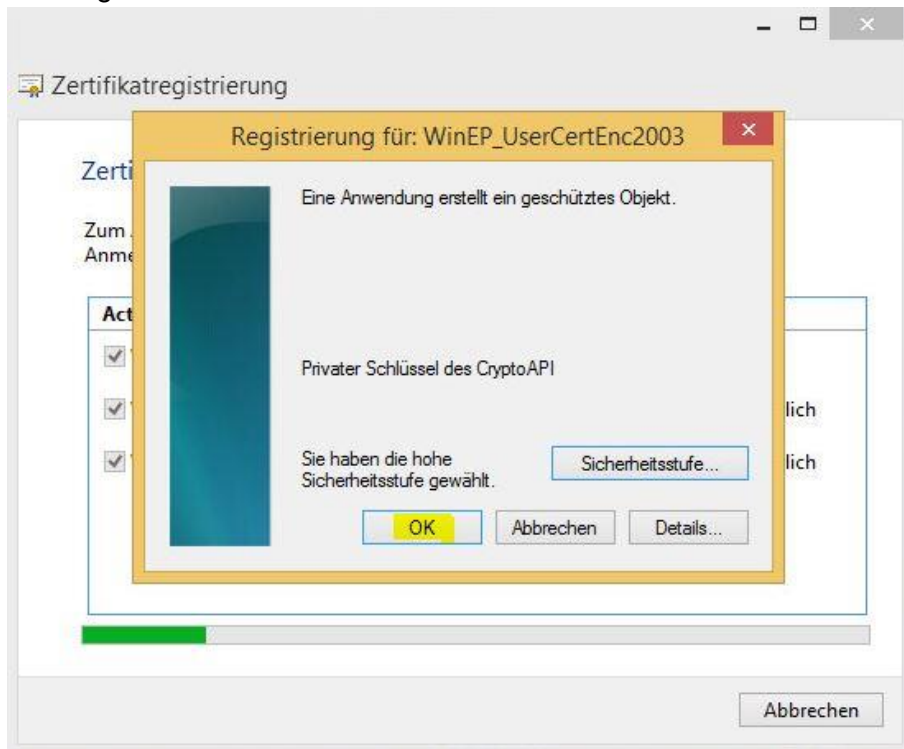 Zertifikatregistrierung
Registrierung für: WinEP_UserCertEnc2003
Zerti
Eine Anwendung erstellt ein geschütztes Objekt.
Zum
Anme
Act
Privater Schlüssel des CryptoAPI
lich
Sie haben die hohe
Sicherheitsstufe gewählt.
Sicherheitsstufe...
lich
OK
Abbrechen
Details...
Abbrechen